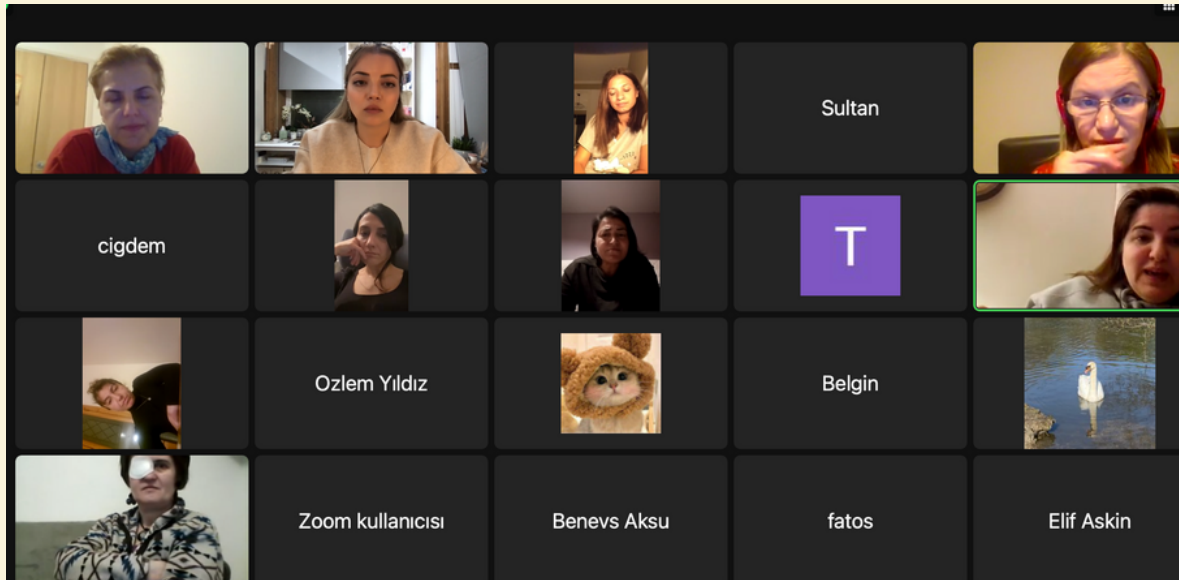 Sultan
cigdem
T
Ozlem Yıldız
Belgin
Zoom kullanıcısı
Benevs Aksu
fatos
Elif Askin